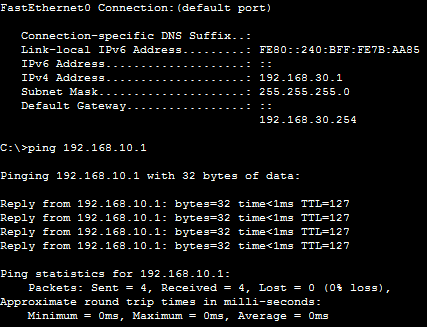 FastEthernet0 Connection:(default port)
Connection-specific DNS Suffix..:
Link-local IPv6 Address.........: FE80::240:BFF:FE7B:AA85
IPv6 Address....................: ::
IPv4 Address....................: 192.168.30.1
Subnet Mask.....................: 255.255.255.0
Default Gateway.................: ::
192.168.30.254
C:\>ping 192.168.10.1
Pinging 192.168.10.1 with 32 bytes of data:
Reply from 192.168.10.1: bytes=32 time<1ms TTL=127
Reply from 192.168.10.1: bytes=32 time<1ms TTL=127
Reply from 192.168.10.1: bytes=32 time<1ms TTL=127
Reply from 192.168.10.1: bytes=32 time<1ms TTL=127
Ping statistics for 192.168.10.1:
Packets: Sent = 4, Received = 4, Lost = 0 (0% loss),
Approximate round trip times in milli-seconds:
Minimum = 0ms, Maximum = 0ms, Average = 0ms